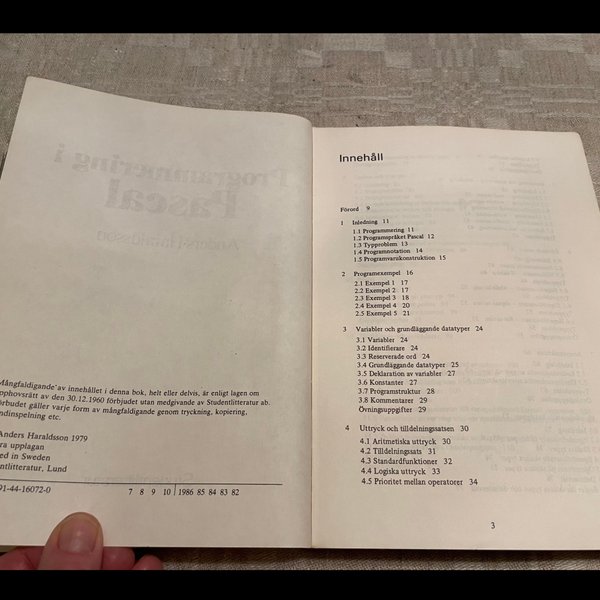 Mångfaldigande av innehållet i denna bok, helt eller delvis, är enligt lagen om
upphovsrätt av den 30.12.1960 förbjudet utan medgivande av Studentlitteratur ab.
förbudet gäller varje form av mångfaldigande genom tryckning, kopiering,
ndinspelning etc.
Anders Haraldsson 1979
ra upplagan
ed in Sweden
entlitteratur, Lund
91-44-16072-0
7 8 9 10 | 1986 85 84 83 82
Innehåll
Förord 9
1 Inledning 11
1.1 Programmering 11
1.2 Programspråket Pascal 12
1.3 Typproblem 13
1.4 Programnotation 14
1.5 Programvarukonstruktion 15
2 Programexempel 16
2.1 Exempel 1 17
2.2 Exempel 2 17
2.3 Exempel 3 18
2.4 Exempel 4 20
2.5 Exempel 5 21
3 Variabler och grundläggande datatyper 24
3.1 Variabler 24
3.2 Identifierare 24
3.3 Reserverade ord 24
3.4 Grundläggande datatyper 25
3.5 Deklaration av variabler 27
3.6 Konstanter 27
3.7 Programstruktur 28
3.8 Kommentarer 29
Övningsuppgifter 29
4 Uttryck och tilldelningssatsen 30
4.1 Aritmetiska uttryck 30
4.2 Tilldelningssats 31
4.3 Standardfunktioner 32
4.4 Logiska uttryck 33
4.5 Prioritet mellan operatorer 34
3